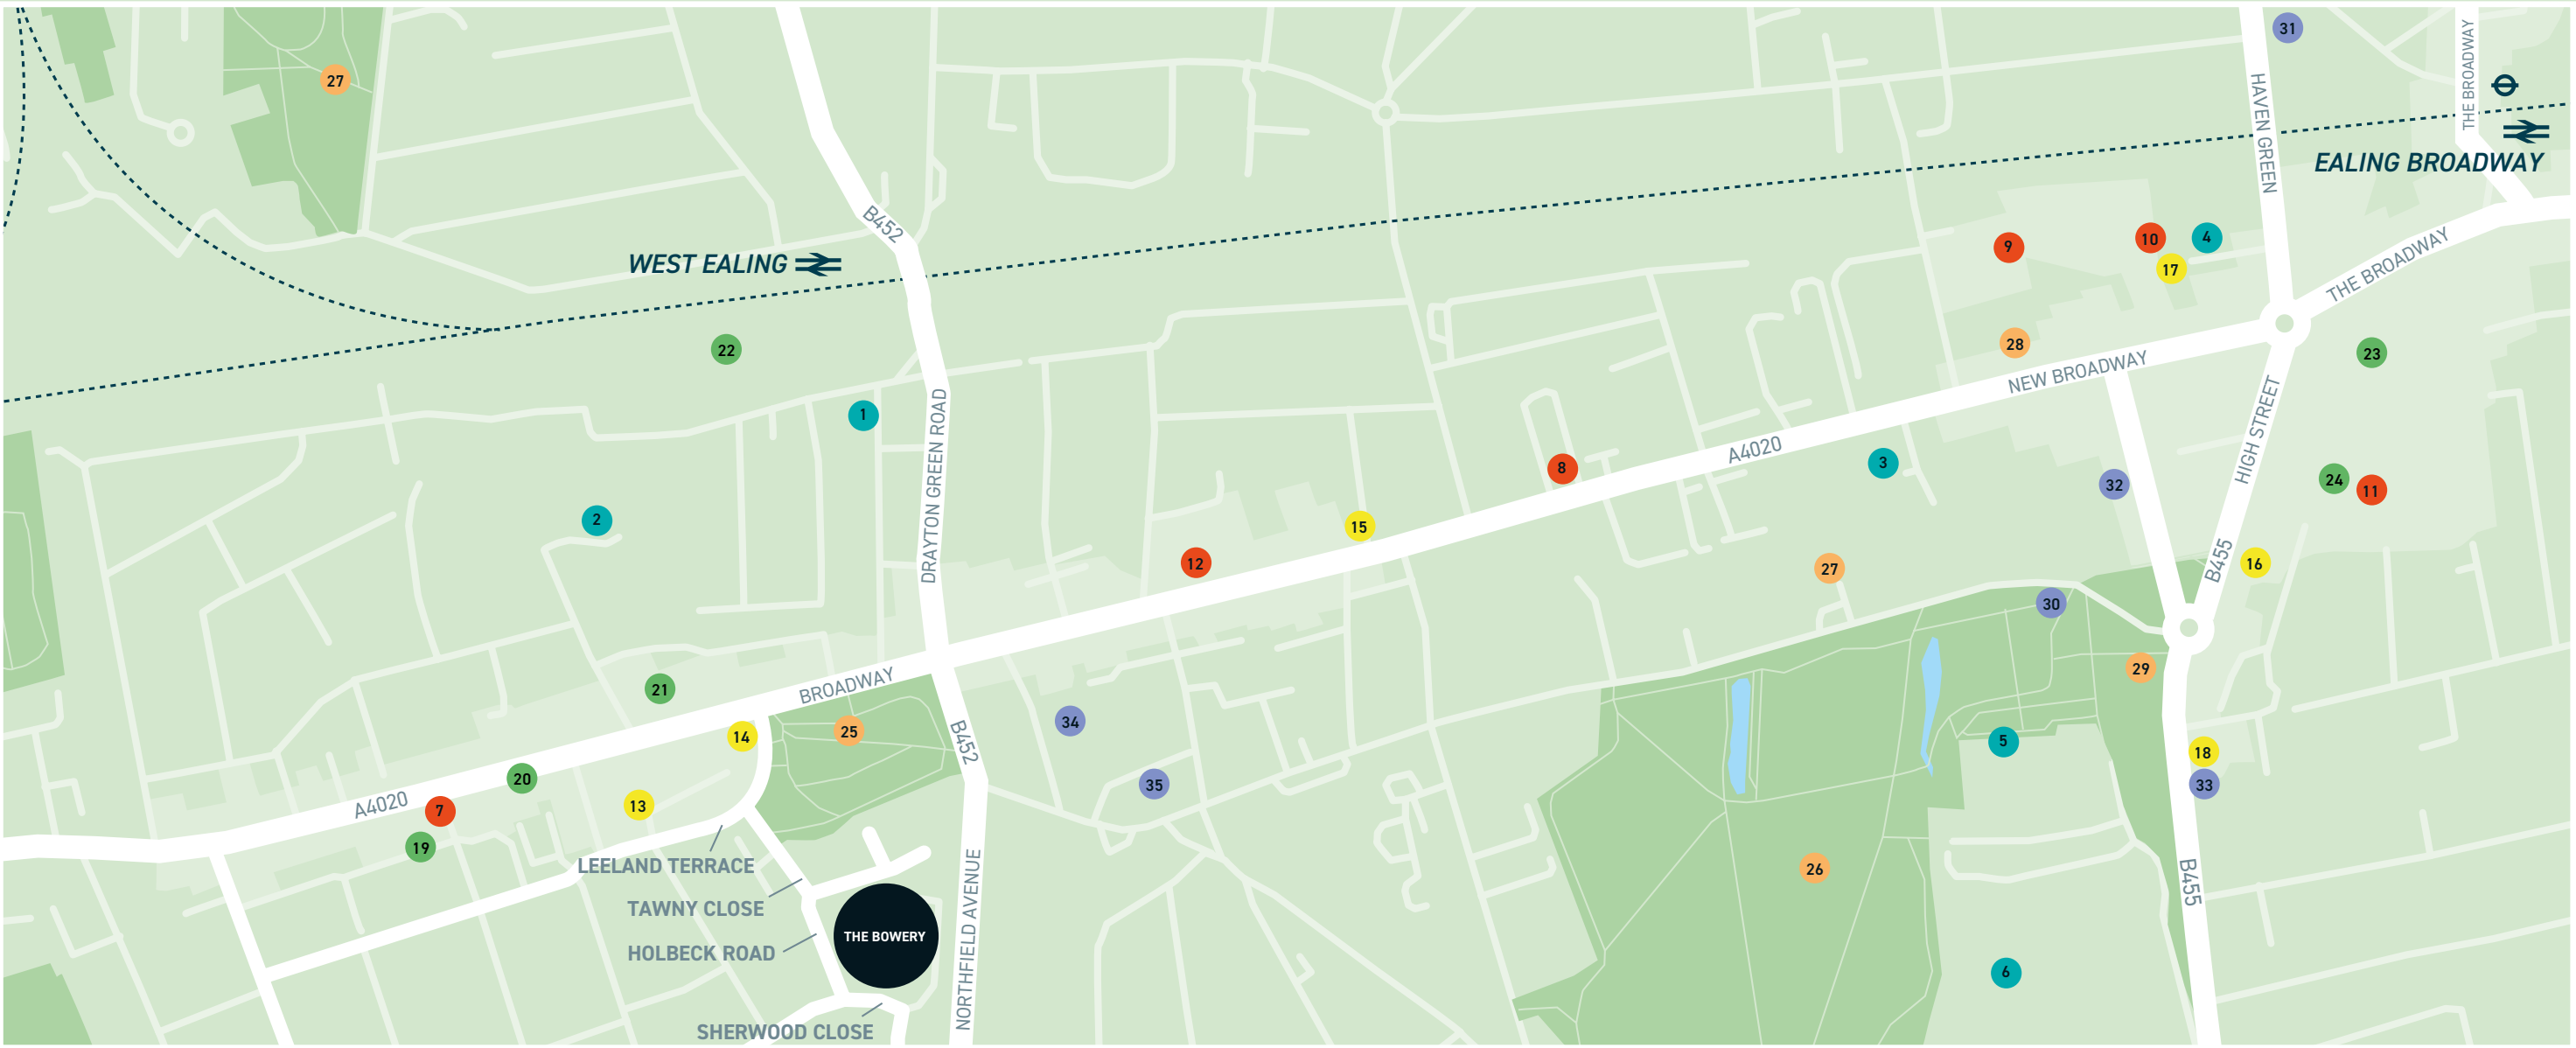 31
THE BROADWAY
27
HAVEN GREEN
EALING BROADWAY
B452
WEST EALING
9
10
4
17
THE BROADWAY
22
28
NEW BROADWAY
23
1
DRAYTON GREEN ROAD
HIGH STREET
A4020
8
3
32
24
11
2
15
12
B455
16
27
30
29
21
BROADWAY
14
25
B452
34
5
18
20
35
33
A4020
7
13
19
LEELAND TERRACE
26
B455
TAWNY CLOSE
THE BOWERY
HOLBECK ROAD
NORTHFIELD AVENUE
6
SHERWOOD CLOSE